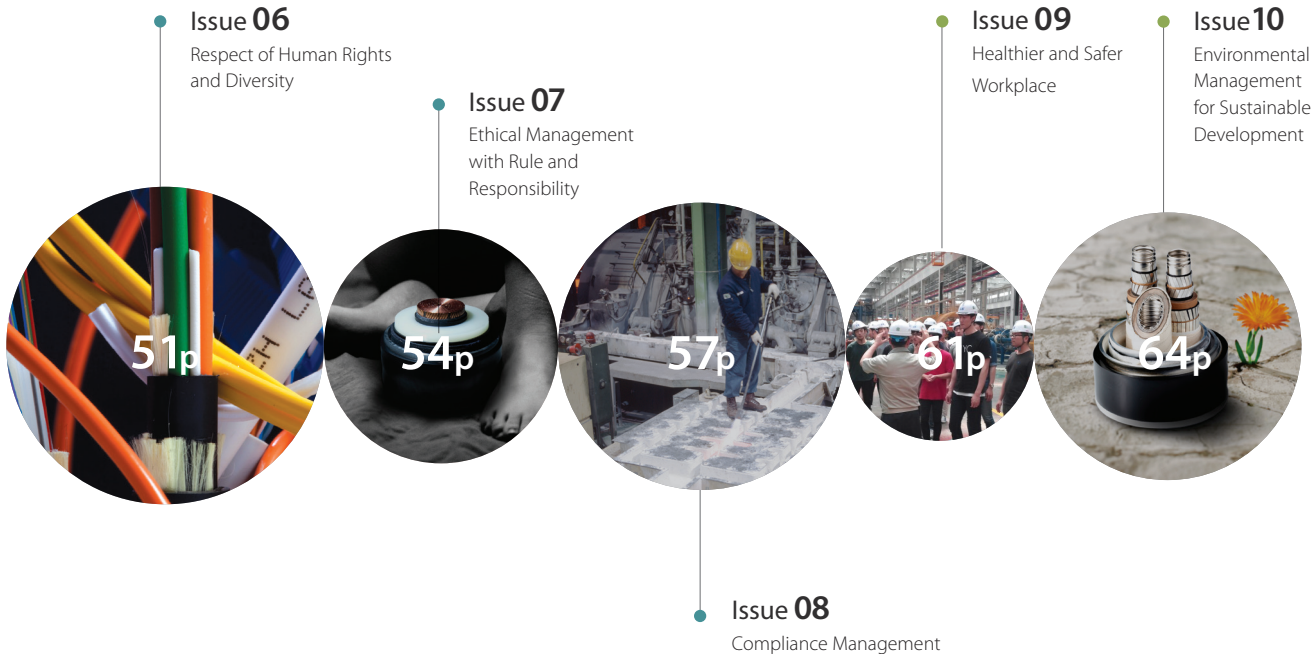 Issue 06
Respect of Human Rights
and Diversity
Issue 07
Ethical Management
with Rule and
Responsibility
Issue 09
Healthier and Safer
Workplace
Issue 10
Environmental
Management
for Sustainable
Development
51p
54p
57p
61p
64p
Issue 08
Compliance Management